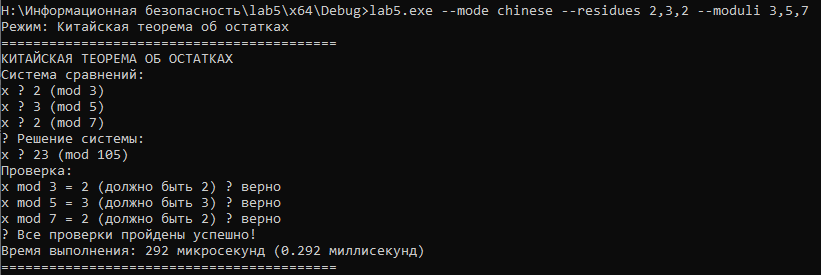 H:\Информационная безопасность\lab5\x64\Debug>lab5.exe --mode chinese --residues 2,3,2 --moduli 3,5,7
Режим: Китайская теорема об остатках
==========================================
КИТАЙСКАЯ ТЕОРЕМА ОБ ОСТАТКАХ
Система сравнений:
x ? 2 (mod 3)
x ? 3 (mod 5)
x ? 2 (mod 7)
? Решение системы:
x ? 23 (mod 105)
Проверка:
x mod 3 = 2 (должно быть 2) ? верно
x mod 5 = 3 (должно быть 3) ? верно
x mod 7 = 2 (должно быть 2) ? верно
? Все проверки пройдены успешно!
Время выполнения: 292 микросекунд (0.292 миллисекунд)
==========================================